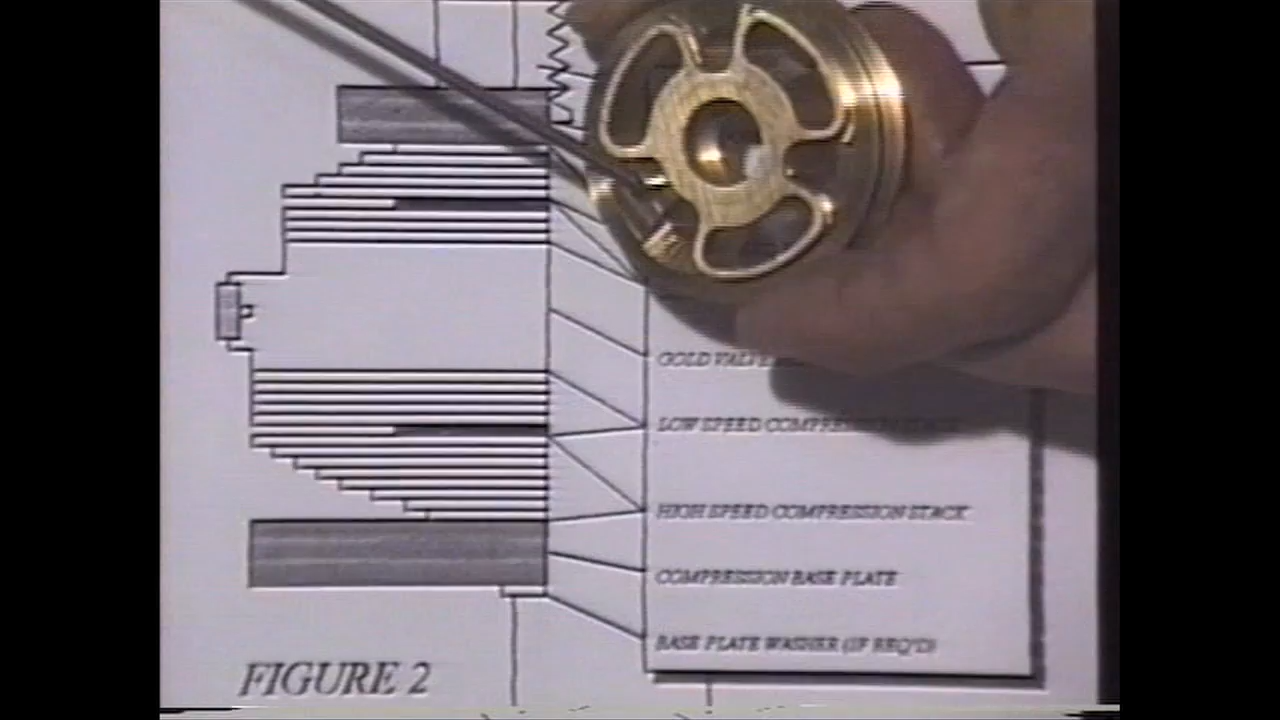 GOLD VALVE
LOW SPEED COMPRESSION STACK
HIGH SPEED COMPRESSION STACK
COMPRESSION BASE PLATE
BASE PLATE WASHER (IF REQ'D)
FIGURE 2